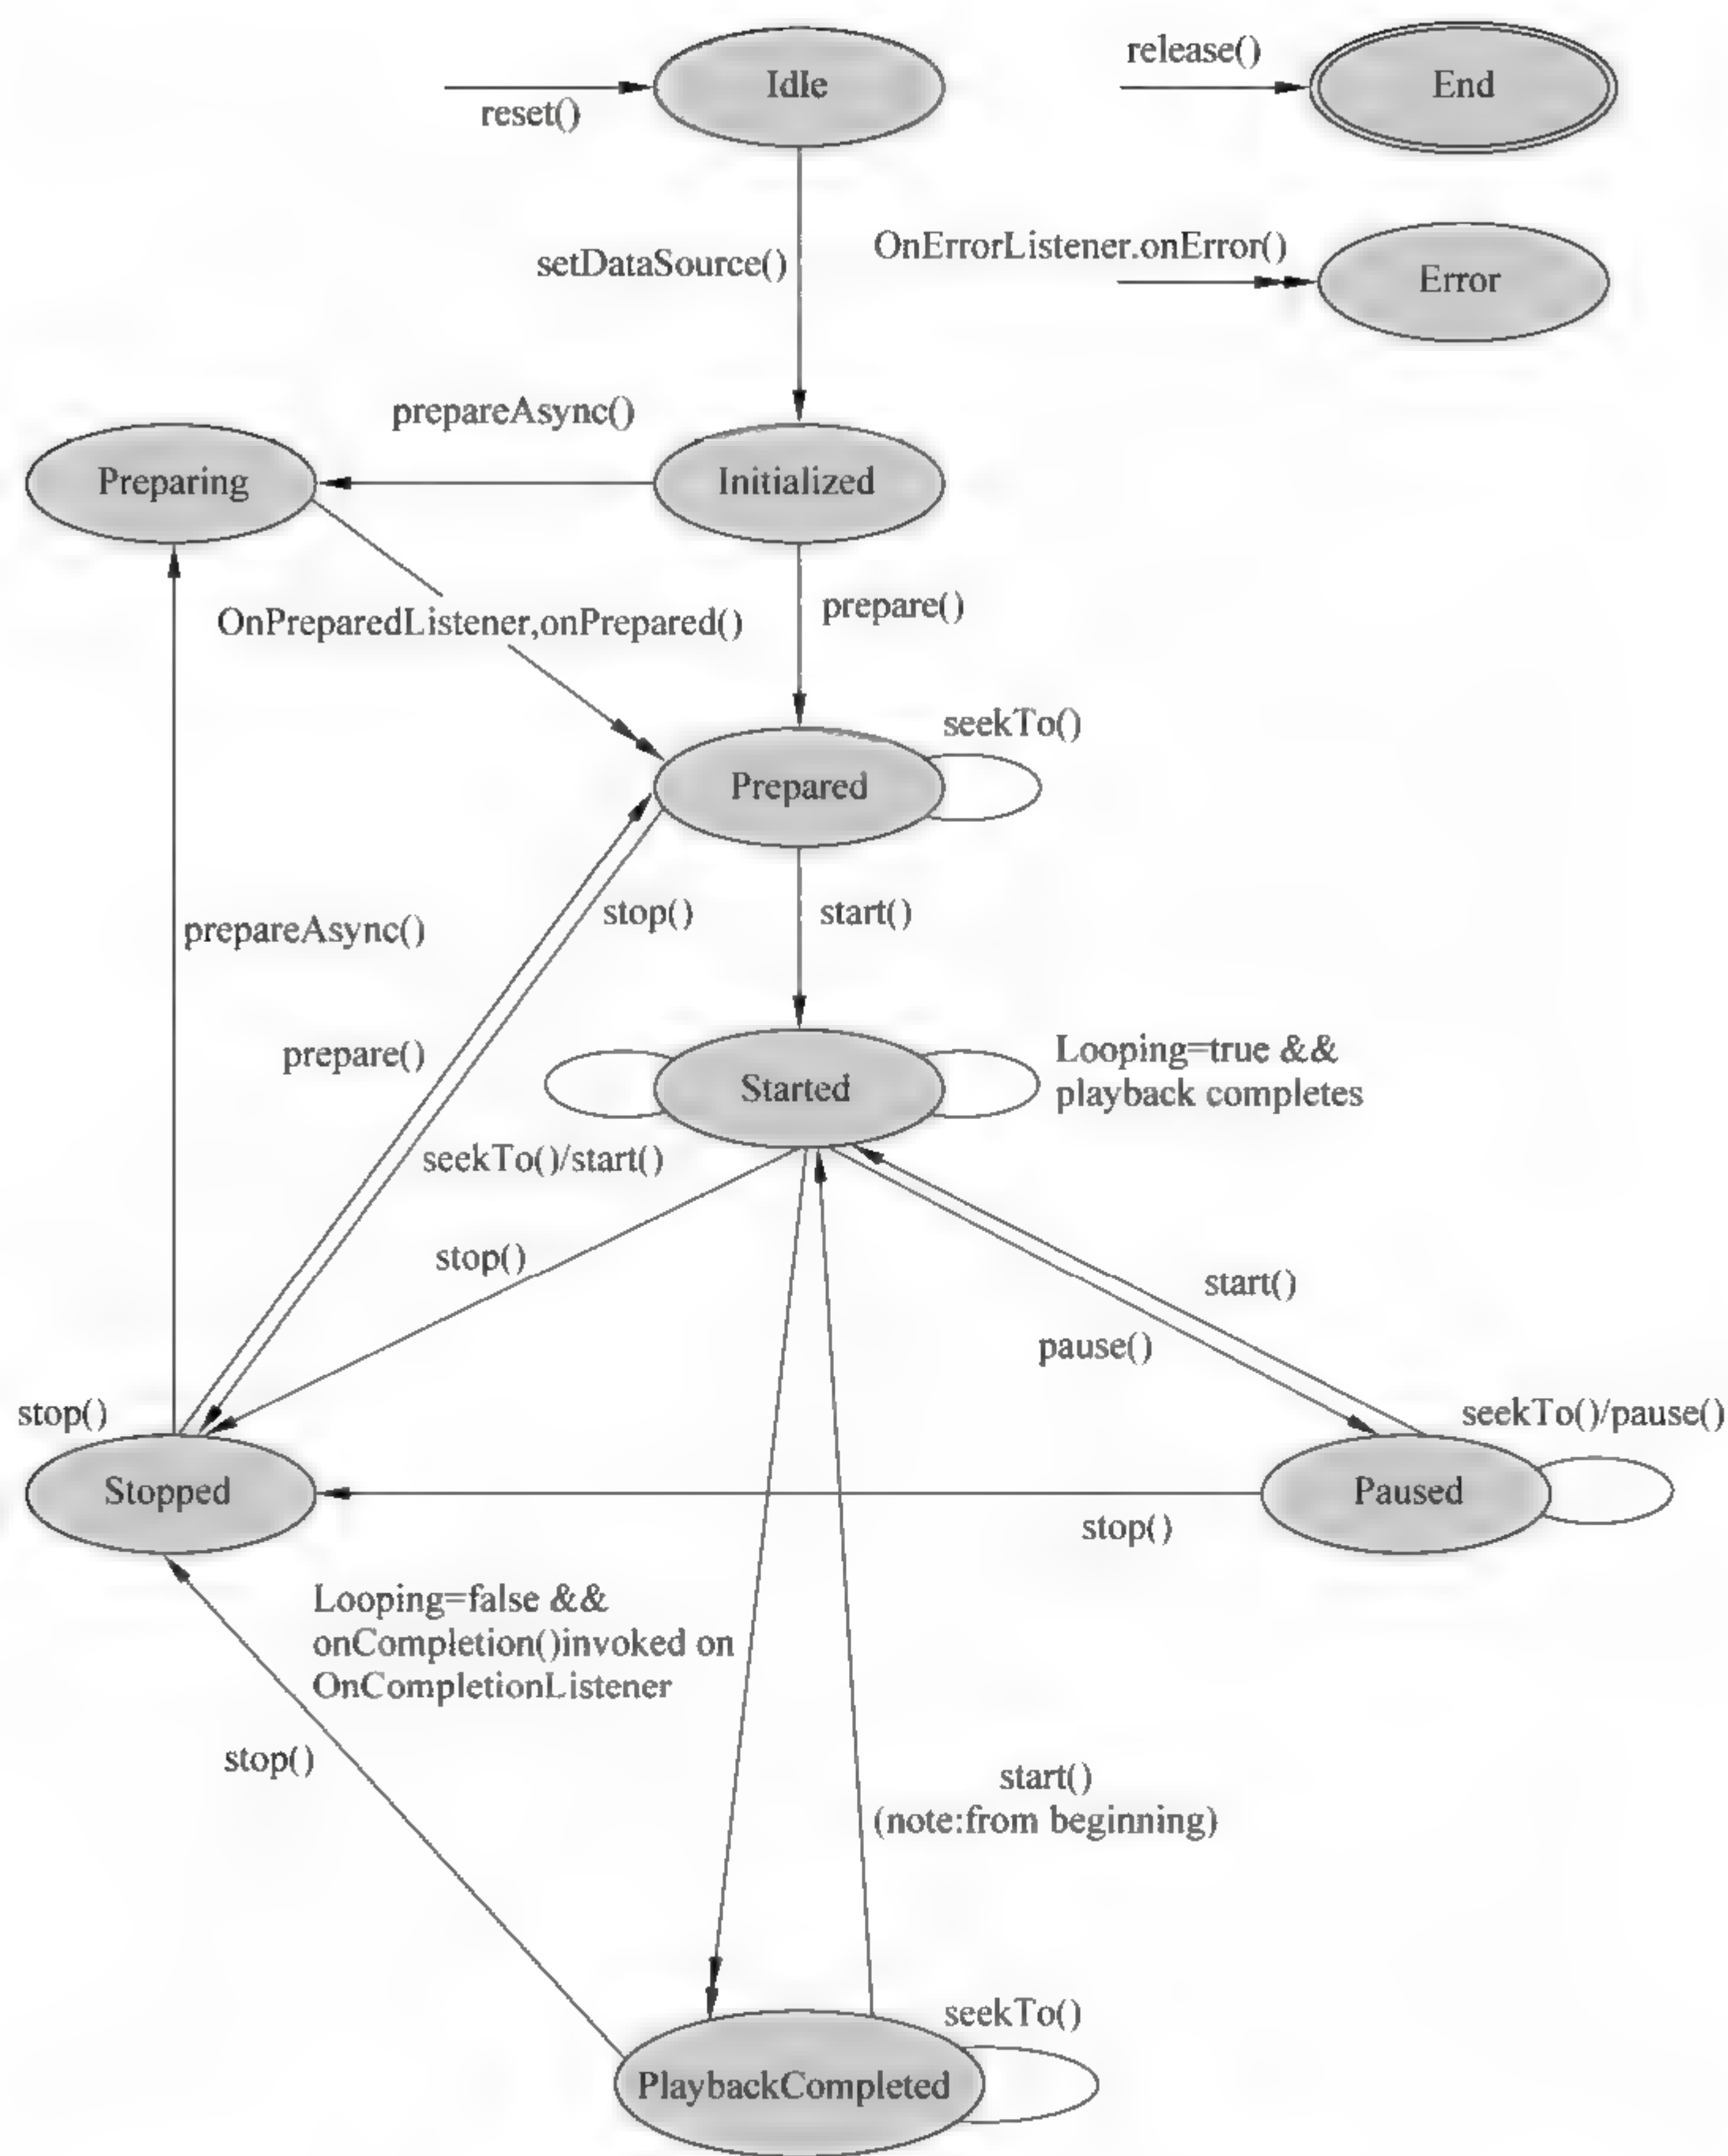 Idle
release()
End
reset()
setDataSource()
OnErrorListener.onError()
Error
prepareAsync()
Preparing
Initialized
OnPreparedListener,onPrepared()
prepare()
seekTo()
Prepared
stop()
start()
prepareAsync()
prepare()
Started
Looping=true &&
playback completes
seekTo()/start()
stop()
start()
pause()
stop()
seekTo()/pause()
Stopped
Paused
stop()
Looping=false &&
onCompletion()invoked on
OnCompletionListener
stop()
start()
(note:from beginning)
seekTo()
PlaybackCompleted